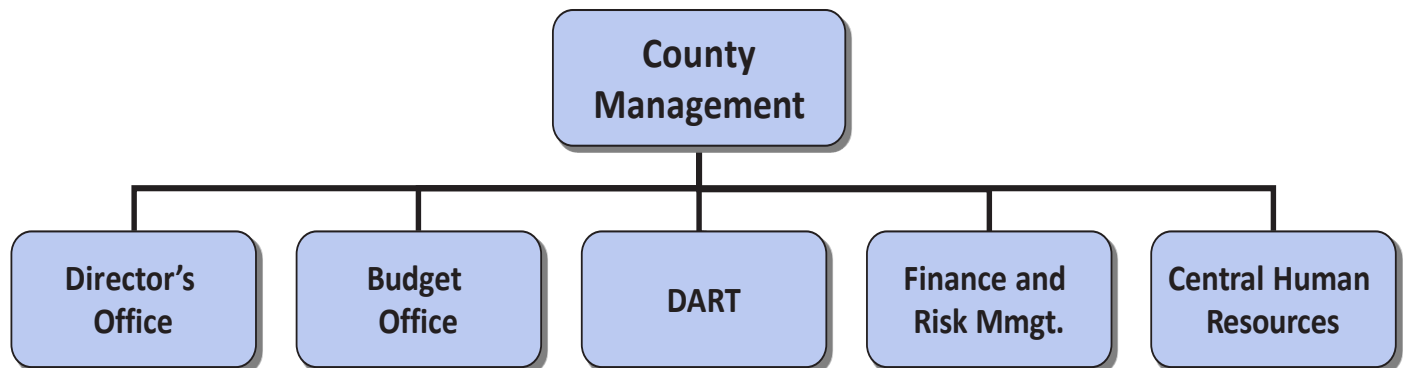 County
Management
Director’s
Office
Budget
Office
DART
Finance and
Risk Mmgt.
Central Human
Resources